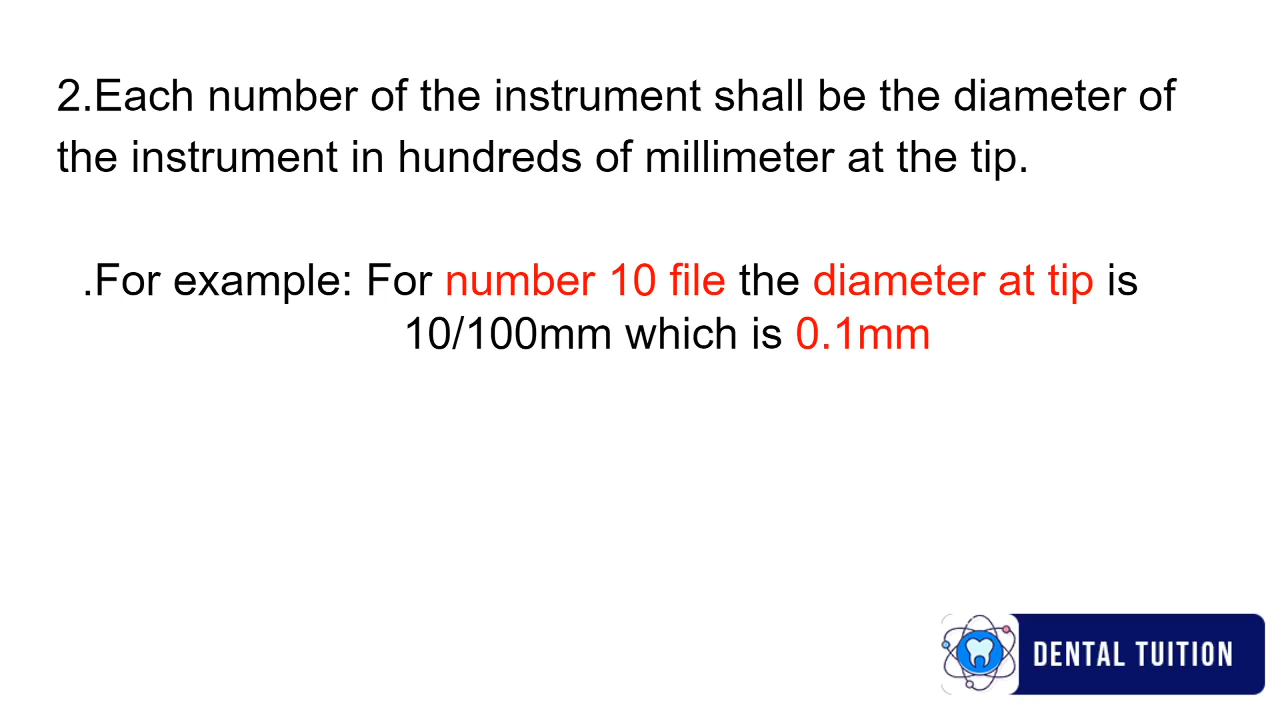 2.Each number of the instrument shall be the diameter of
the instrument in hundreds of millimeter at the tip.
.For example: For number 10 file the diameter at tip is
10/100mm which is 0.1mm
DENTAL TUITION